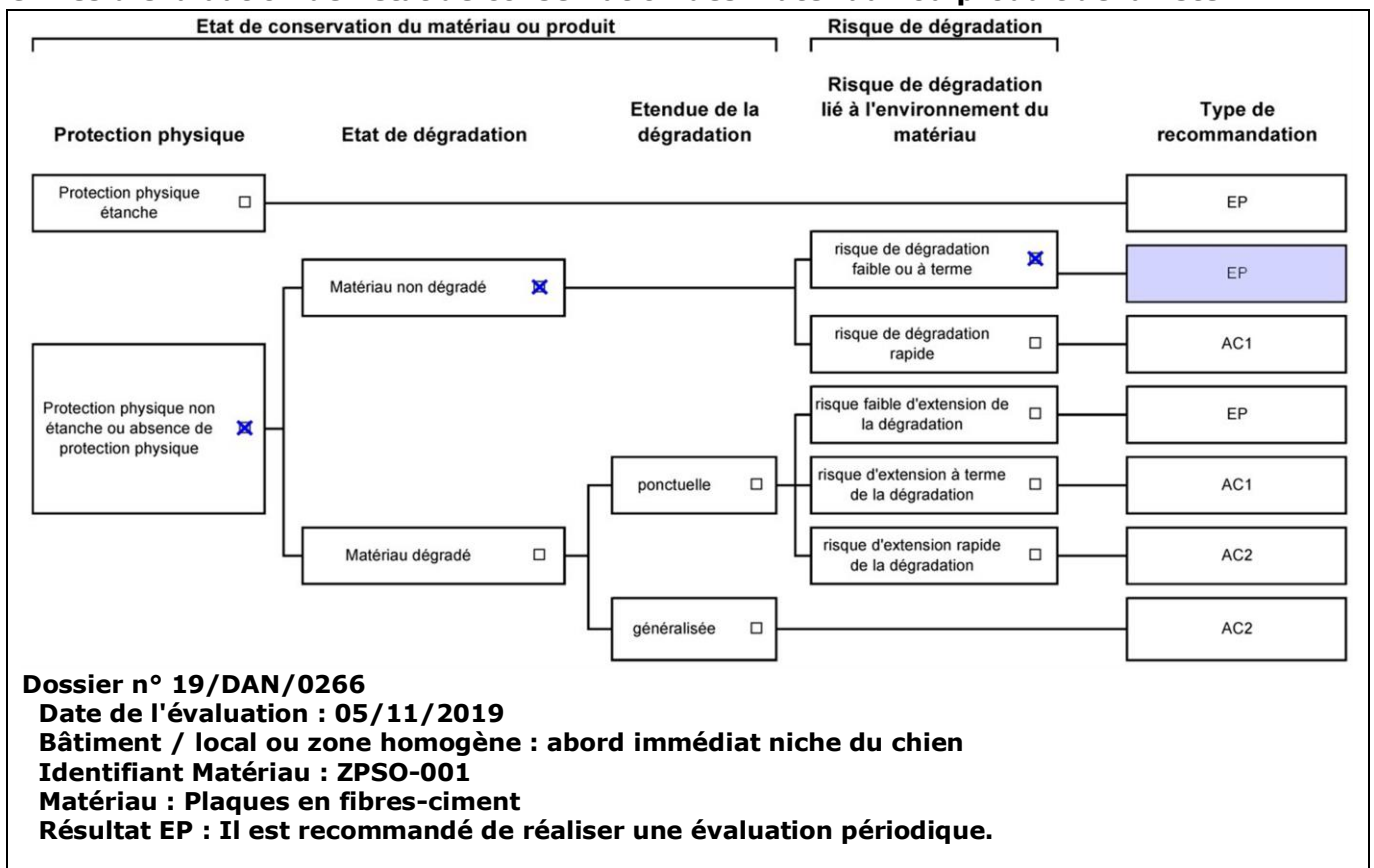 Etat de conservation du matériau ou produit
Risque de dégradation
Protection physique
Etat de dégradation
Etendue de la
dégradation
Risque de dégradation
lié à l'environnement du
matériau
Type de
recommandation
Protection physique
étanche
EP
risque de dégradation
faible ou à terme
EP
Matériau non dégradé
risque de dégradation
rapide
AC1
Protection physique non
étanche ou absence de
protection physique
risque faible d'extension de
la dégradation
EP
ponctuelle
risque d'extension à terme
de la dégradation
AC1
Matériau dégradé
risque d'extension rapide
de la dégradation
AC2
généralisée
AC2
Dossier n° 19/DAN/0266
Date de l'évaluation : 05/11/2019
Bâtiment / local ou zone homogène : abord immédiat niche du chien
Identifiant Matériau : ZPSO-001
Matériau : Plaques en fibres-ciment
Résultat EP : Il est recommandé de réaliser une évaluation périodique.